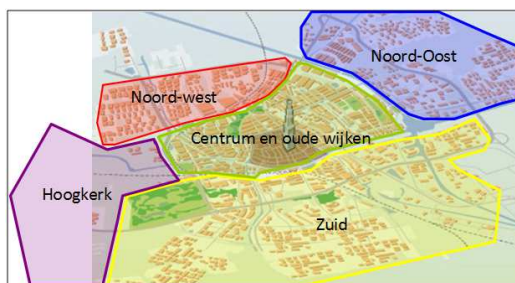 Noord-Oost
Noord-west
Centrum en oude wijken
Hoogkerk
Zuid